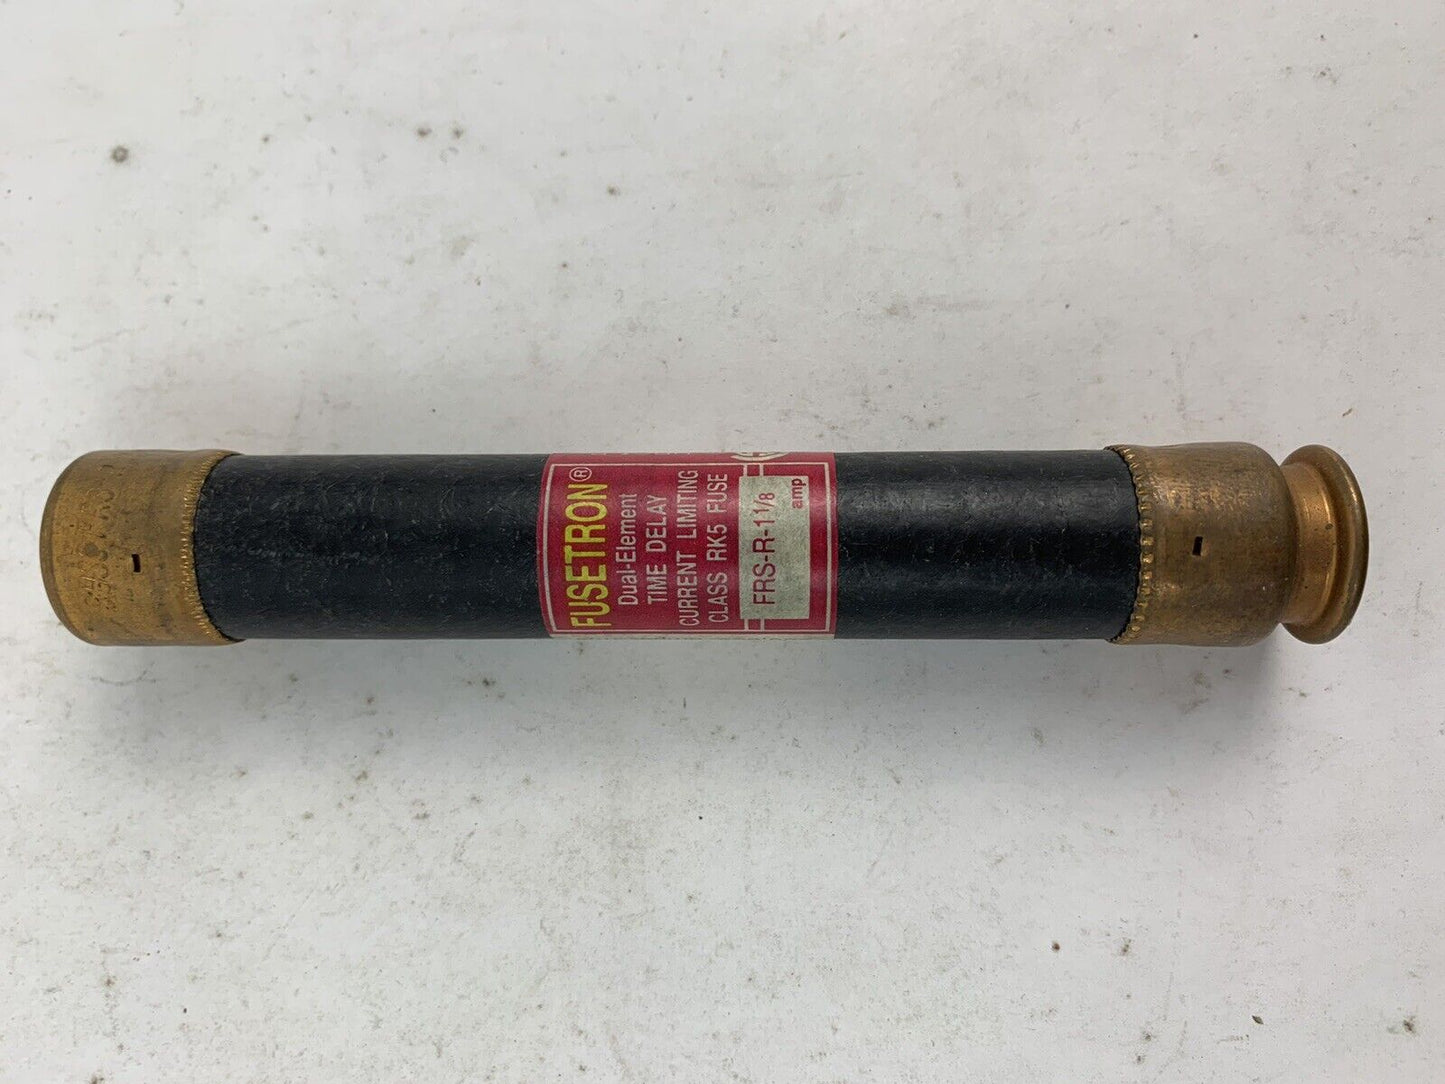 FUSETRON®
Dual-Element
TIME DELAY
CURRENT LIMITING
CLASS RK5 FUSE
FRS-R-1 1/8
amp